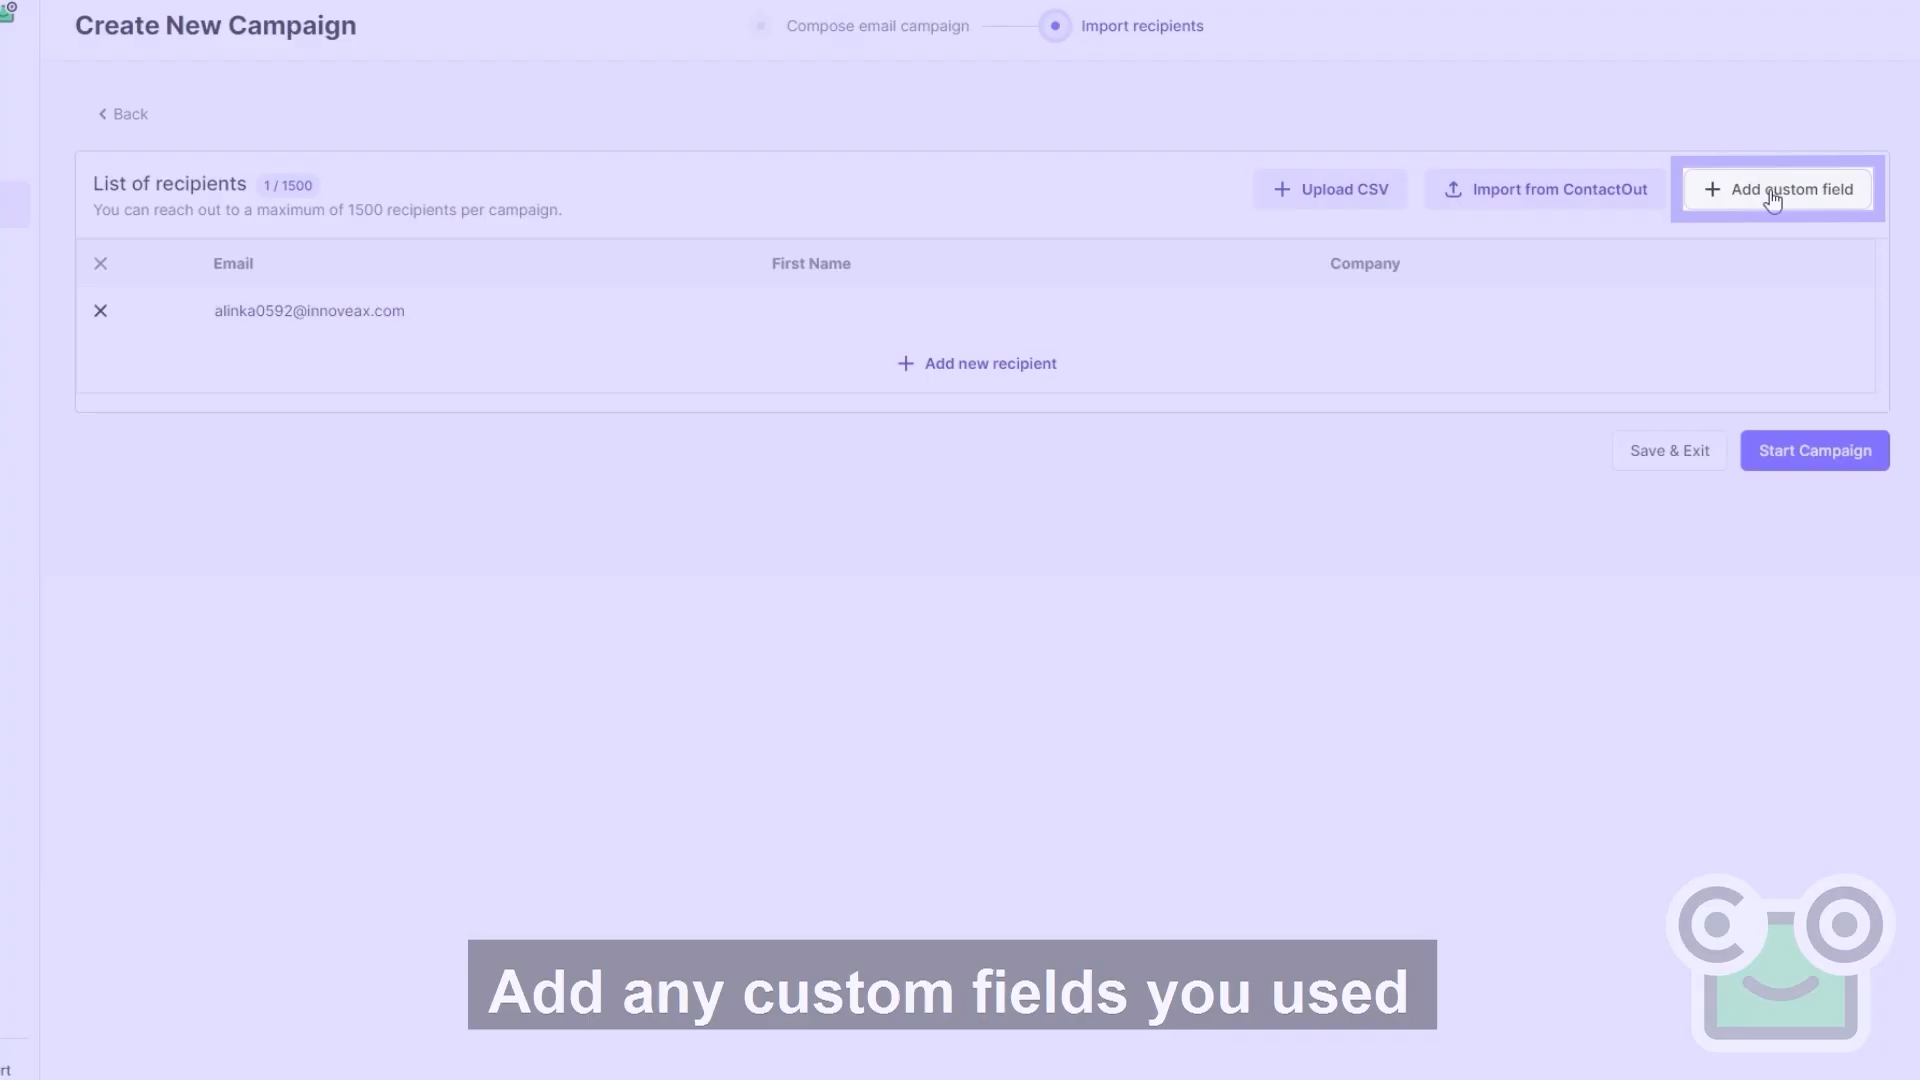 Create New Campaign
Compose email campaign
Import recipients
Back
List of recipients 1 / 1500
You can reach out to a maximum of 1500 recipients per campaign.
Upload CSV
Import from ContactOut
Add custom field
Email First Name Company
alinka0592@innoveax.com
Add new recipient
Save & Exit
Start Campaign
Add any custom fields you used
rt